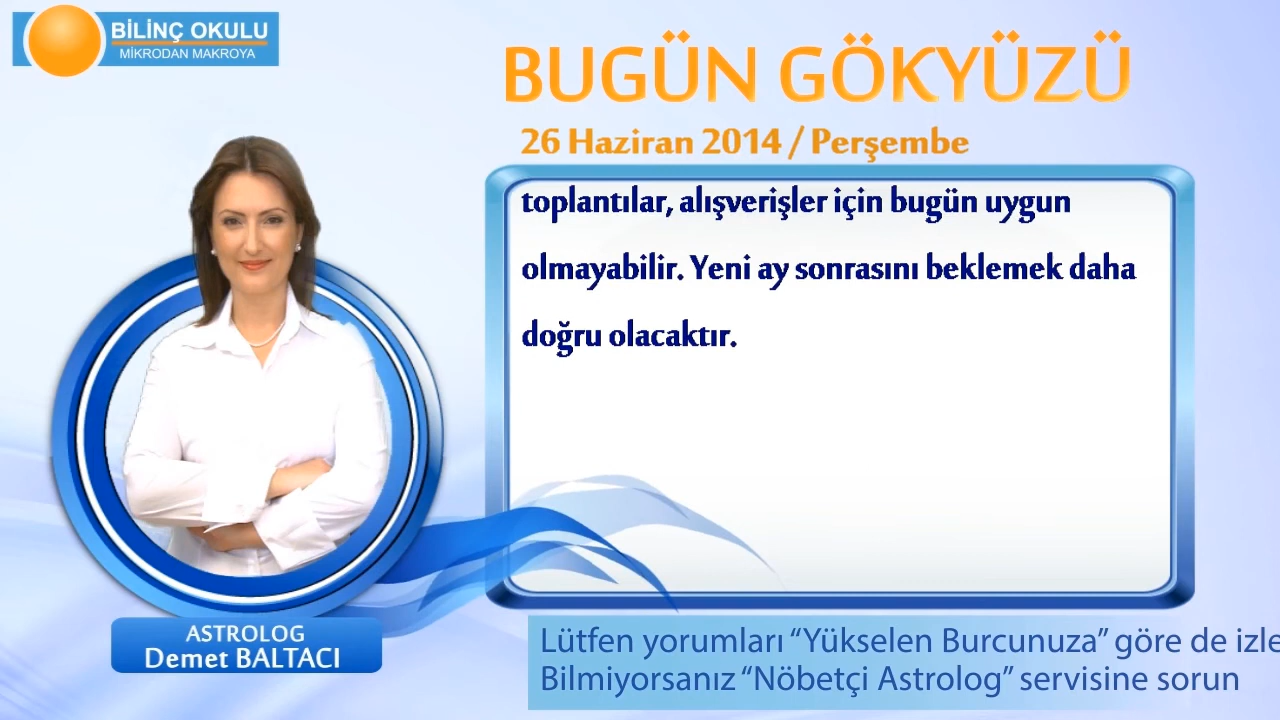 BİLİNÇ OKULU
MİKRODAN MAKROYA
BUGÜN GÖKYÜZÜ
26 Haziran 2014 / Perşembe
toplantılar, alışverişler için bugün uygun
olmayabilir. Yeni ay sonrasını beklemek daha
doğru olacaktır.
ASTROLOG
Demet BALTACI
Lütfen yorumları “Yükselen Burcunuza” göre de izle
Bilmiyorsanız “Nöbetçi Astrolog” servisine sorun